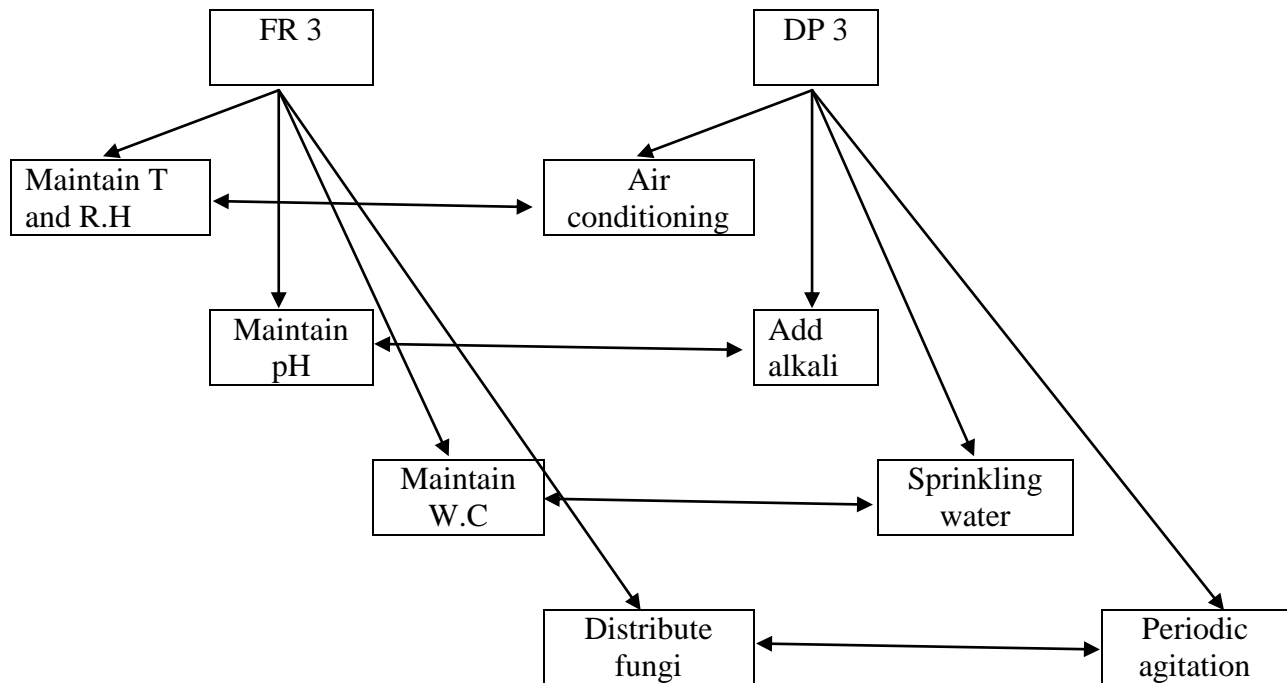 FR 3
DP 3
Maintain T
and R.H
Air
conditioning
Maintain
pH
Add
alkali
Maintain
W.C
Sprinkling
water
Distribute
fungi
Periodic
agitation